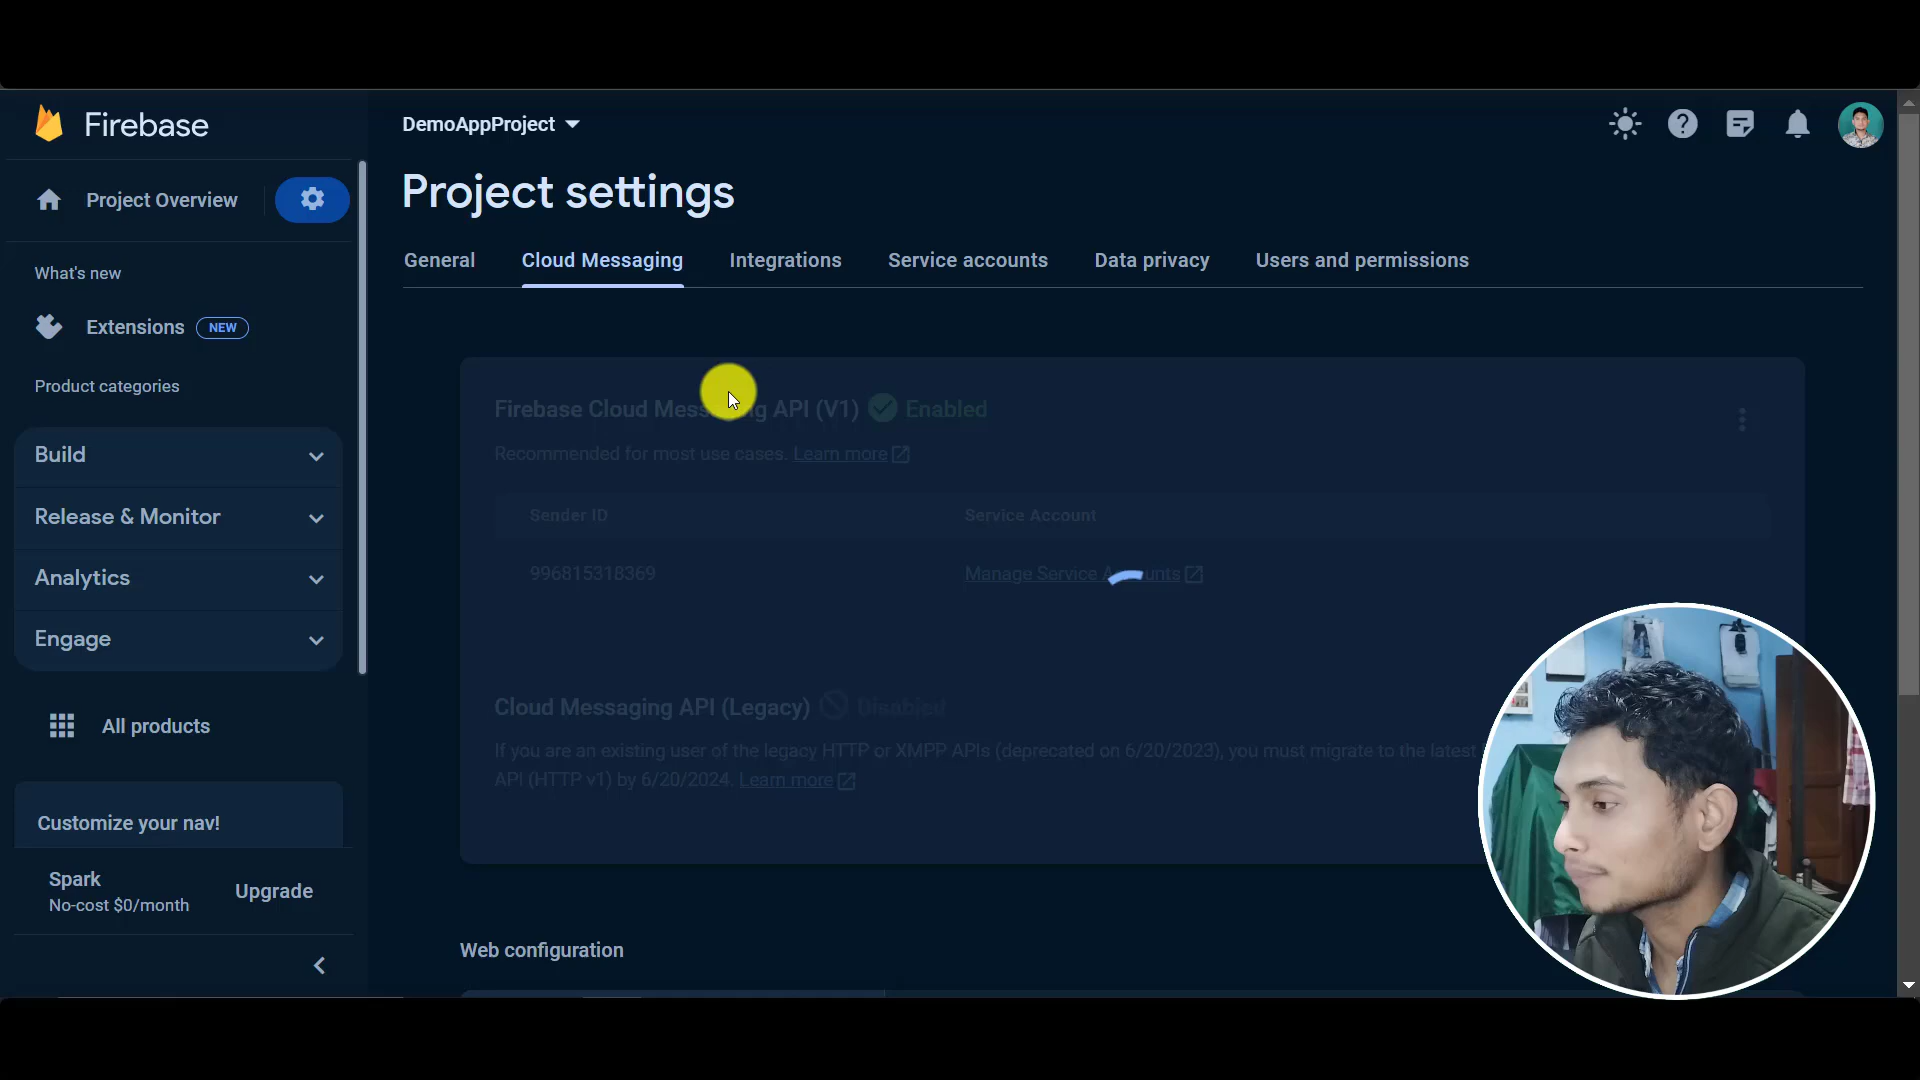 Firebase
DemoAppProject
Project settings
Project Overview
General Cloud Messaging Integrations Service accounts Data privacy Users and permissions
What's new
Extensions NEW
Product categories
Build
Release & Monitor
Analytics
Engage
All products
Customize your nav!
Spark
No-cost $0/month
Upgrade
Firebase Cloud Messaging API (V1) Enabled
Recommended for most use cases. Learn more
Sender ID Service Account
996815318369 Manage Service Accounts
Cloud Messaging API (Legacy) Disabled
If you are an existing user of the legacy HTTP or XMPP APIs (deprecated on 6/20/2023), you must migrate to the latest
API (HTTP v1) by 6/20/2024. Learn more
Web configuration